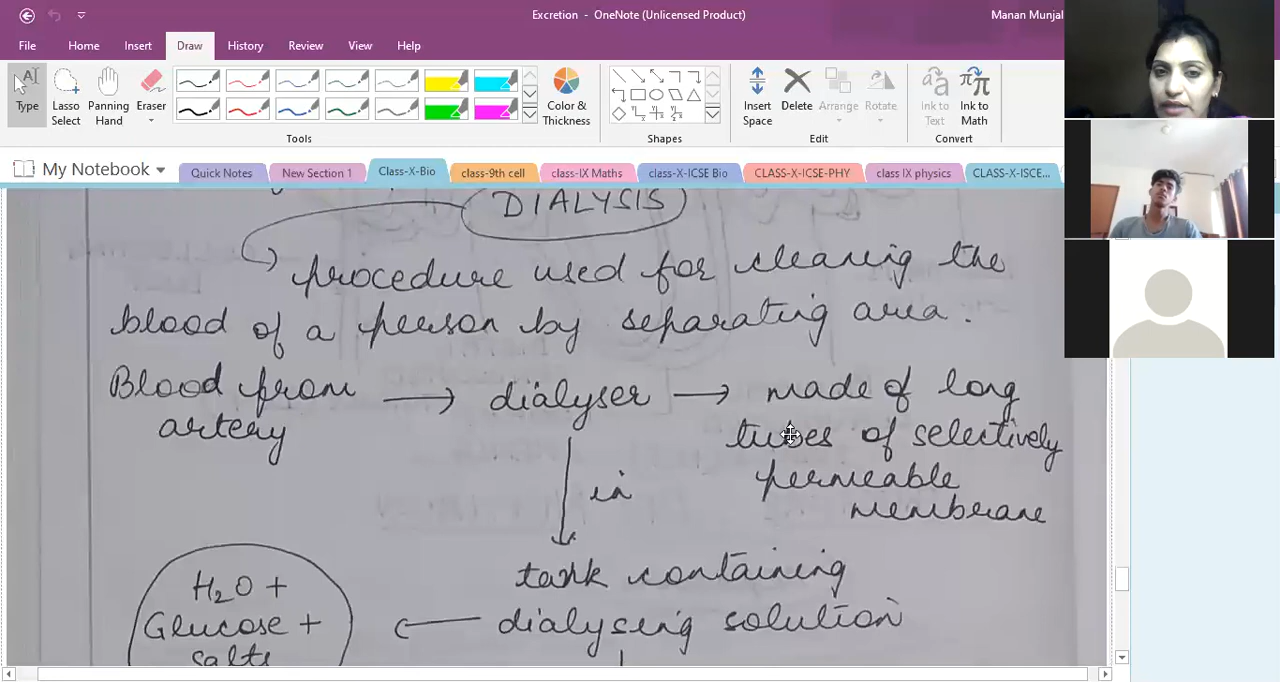 Excretion - OneNote (Unlicensed Product)
Manan Munjal
File Home Insert Draw History Review View Help
Type
Lasso Select
Panning Hand
Eraser
Color & Thickness
Insert Space
Delete
Arrange
Rotate
Ink to Text
Ink to Math
Tools
Shapes
Edit
Convert
My Notebook
Quick Notes
New Section 1
Class-X-Bio
class-9th cell
class-IX Maths
class-X-ICSE Bio
CLASS-X-ICSE-PHY
class IX physics
CLASS-X-ISCE...
DIALYSIS
procedure used for cleaning the
blood of a person by separating area.
Blood from → dialyser → made of long
artery
tubes of selectively
permeable
membrane
in
tank containing
dialysing solution
H2O +
Glucose +
salts